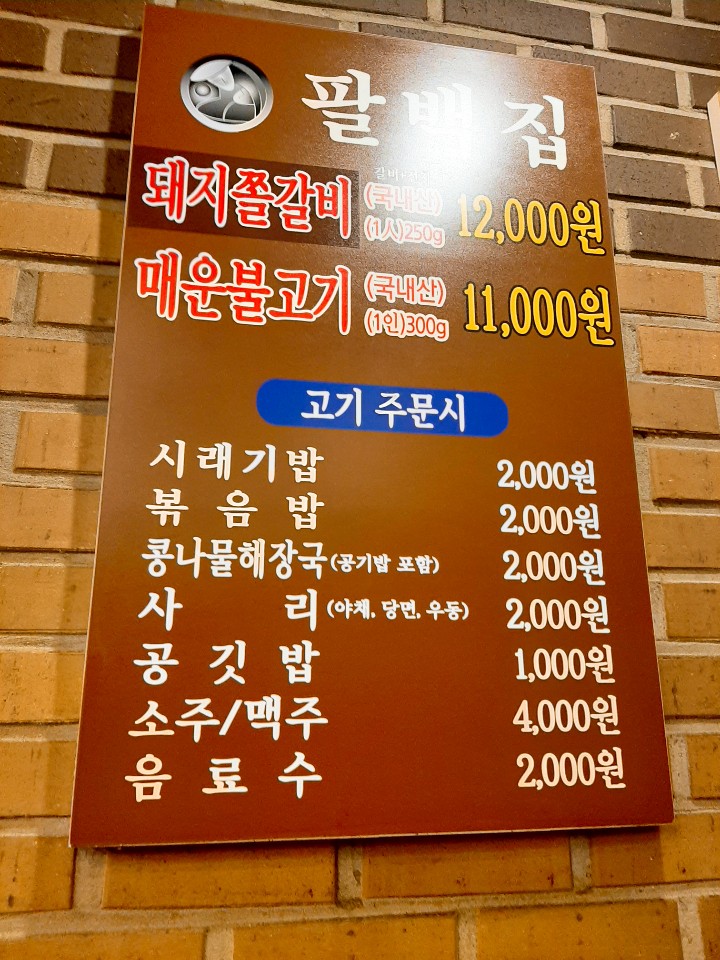 팔백집
돼지쫄갈비 (국내산) (1人)250g 12,000원
매운불고기 (국내산) (1인)300g 11,000원
고기 주문시
시래기밥 2,000원
볶음밥 2,000원
콩나물해장국(공기밥 포함) 2,000원
사리(야채, 당면, 우동) 2,000원
공깃밥 1,000원
소주/맥주 4,000원
음료수 2,000원